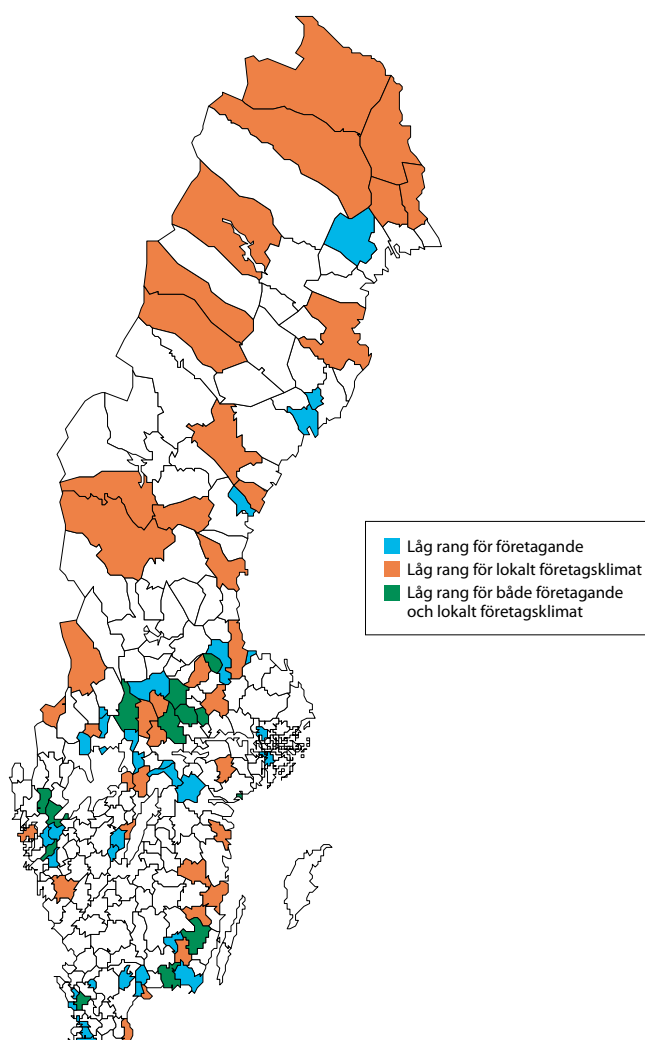 Låg rang för företagande
Låg rang för lokalt företagsklimat
Låg rang för både företagande
och lokalt företagsklimat